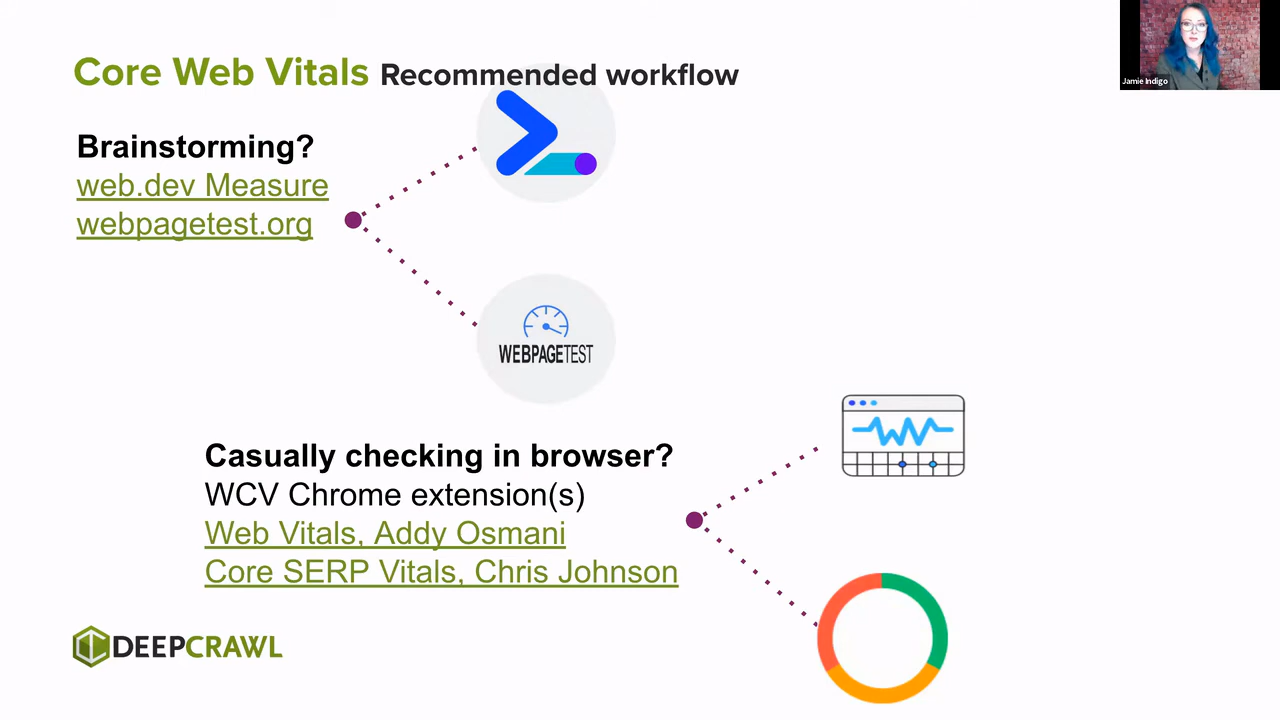 Core Web Vitals Recommended workflow
Jamie Indigo
Brainstorming?
web.dev Measure
webpagetest.org
WEBPAGETEST
Casually checking in browser?
WCV Chrome extension(s)
Web Vitals, Addy Osmani
Core SERP Vitals, Chris Johnson
DEEPCRAWL